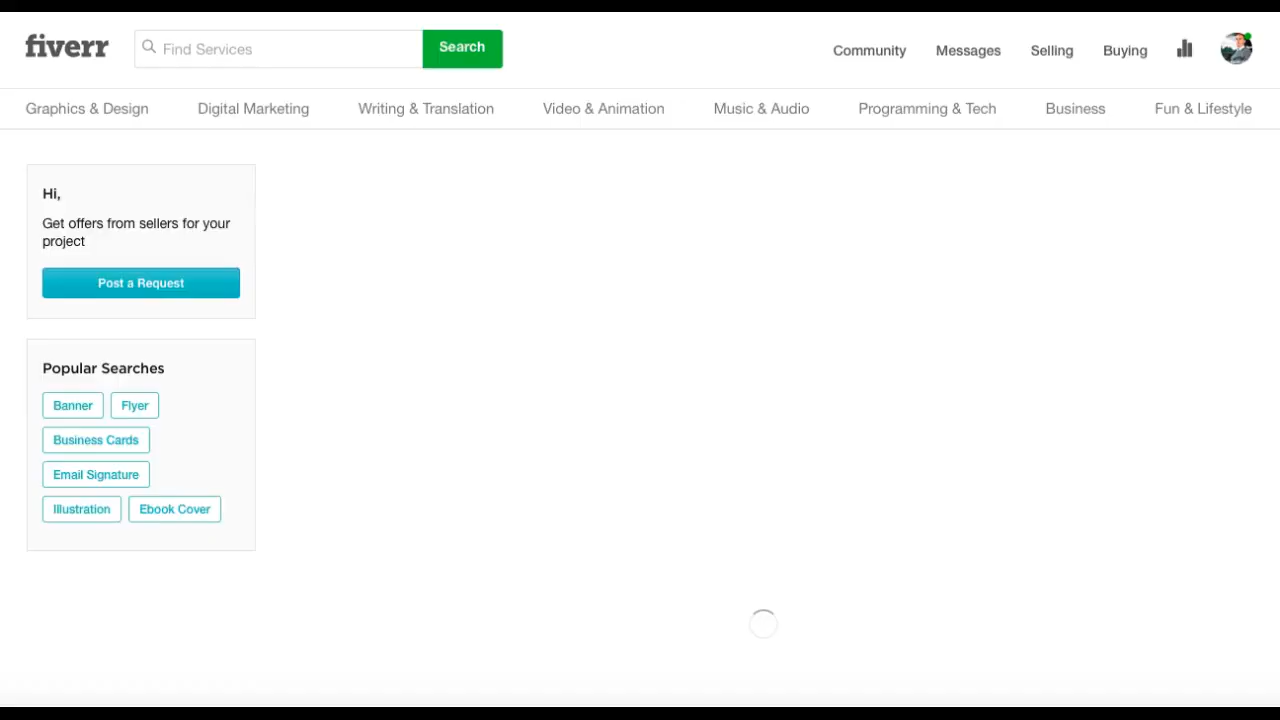 fiverr
Find Services
Search
Community
Messages
Selling
Buying
Graphics & Design
Digital Marketing
Writing & Translation
Video & Animation
Music & Audio
Programming & Tech
Business
Fun & Lifestyle
Hi,
Get offers from sellers for your
project
Post a Request
Popular Searches
Banner
Flyer
Business Cards
Email Signature
Illustration
Ebook Cover